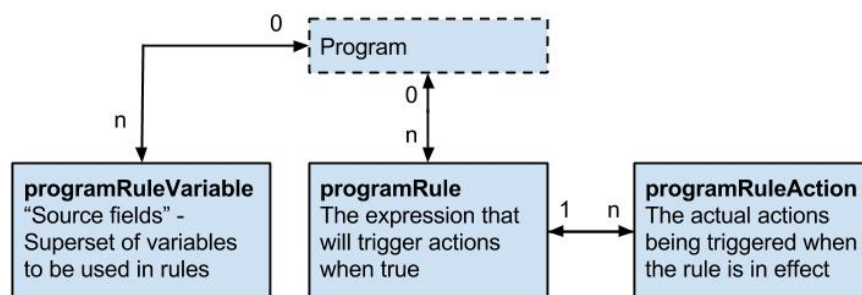 0
Program
0
n
n
programRuleVariable
“Source fields” -
Superset of variables
to be used in rules
programRule
The expression that
will trigger actions
when true
1
n
programRuleAction
The actual actions
being triggered when
the rule is in effect